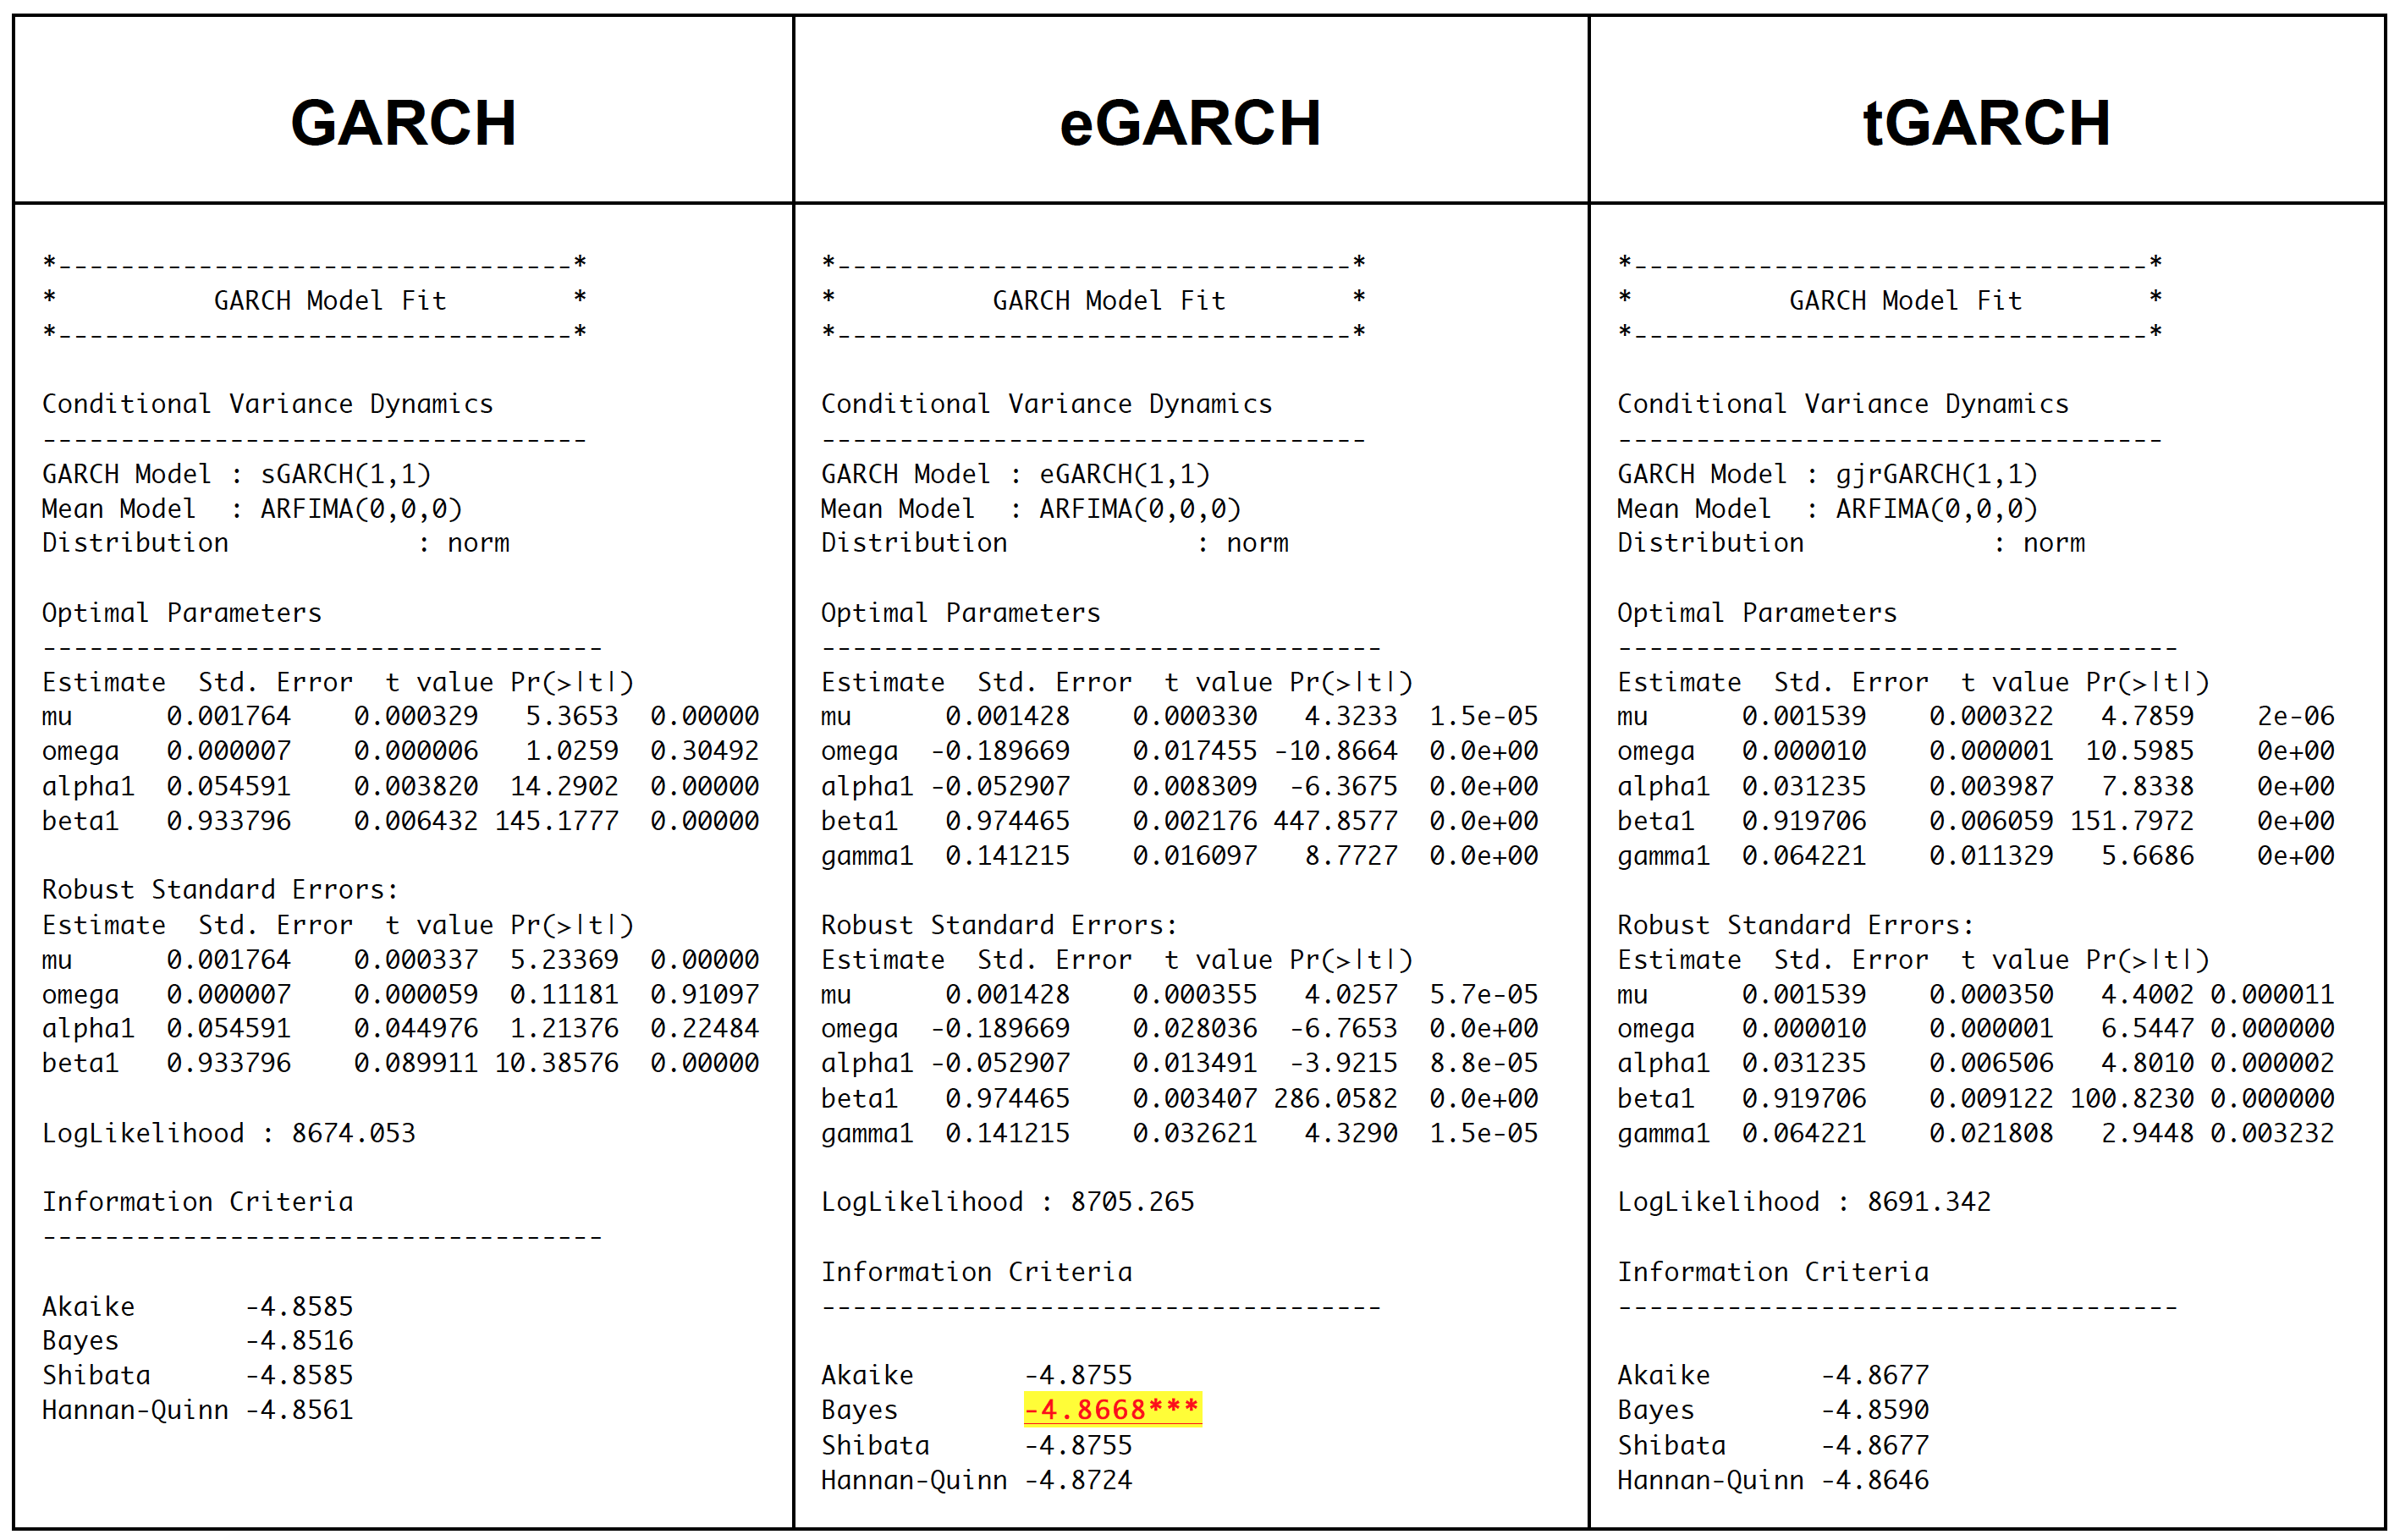 GARCH
eGARCH
tGARCH
*---------------------------------*
*          GARCH Model Fit        *
*---------------------------------*
Conditional Variance Dynamics
-----------------------------------
GARCH Model : sGARCH(1,1)
Mean Model  : ARFIMA(0,0,0)
Distribution            : norm
Optimal Parameters
------------------------------------
Estimate  Std. Error  t value Pr(>|t|)
mu      0.001764    0.000329   5.3653  0.00000
omega   0.000007    0.000006   1.0259  0.30492
alpha1  0.054591    0.003820  14.2902  0.00000
beta1   0.933796    0.006432 145.1777  0.00000
Robust Standard Errors:
Estimate  Std. Error  t value Pr(>|t|)
mu      0.001764    0.000337  5.23369  0.00000
omega   0.000007    0.000059  0.11181  0.91097
alpha1  0.054591    0.044976  1.21376  0.22484
beta1   0.933796    0.089911 10.38576  0.00000
LogLikelihood : 8674.053
Information Criteria
------------------------------------
Akaike       -4.8585
Bayes        -4.8516
Shibata      -4.8585
Hannan-Quinn -4.8561
*---------------------------------*
*          GARCH Model Fit        *
*---------------------------------*
Conditional Variance Dynamics
-----------------------------------
GARCH Model : eGARCH(1,1)
Mean Model  : ARFIMA(0,0,0)
Distribution            : norm
Optimal Parameters
------------------------------------
Estimate  Std. Error  t value Pr(>|t|)
mu      0.001428    0.000330   4.3233  1.5e-05
omega  -0.189669    0.017455 -10.8664  0.0e+00
alpha1 -0.052907    0.008309  -6.3675  0.0e+00
beta1   0.974465    0.002176 447.8577  0.0e+00
gamma1  0.141215    0.016097   8.7727  0.0e+00
Robust Standard Errors:
Estimate  Std. Error  t value Pr(>|t|)
mu      0.001428    0.000355   4.0257  5.7e-05
omega  -0.189669    0.028036  -6.7653  0.0e+00
alpha1 -0.052907    0.013491  -3.9215  8.8e-05
beta1   0.974465    0.003407 286.0582  0.0e+00
gamma1  0.141215    0.032621   4.3290  1.5e-05
LogLikelihood : 8705.265
Information Criteria
------------------------------------
Akaike       -4.8755
Bayes        -4.8668***
Shibata      -4.8755
Hannan-Quinn -4.8724
*---------------------------------*
*          GARCH Model Fit        *
*---------------------------------*
Conditional Variance Dynamics
-----------------------------------
GARCH Model : gjrGARCH(1,1)
Mean Model  : ARFIMA(0,0,0)
Distribution            : norm
Optimal Parameters
------------------------------------
Estimate  Std. Error  t value Pr(>|t|)
mu      0.001539    0.000322   4.7859    2e-06
omega   0.000010    0.000001  10.5985    0e+00
alpha1  0.031235    0.003987   7.8338    0e+00
beta1   0.919706    0.006059 151.7972    0e+00
gamma1  0.064221    0.011329   5.6686    0e+00
Robust Standard Errors:
Estimate  Std. Error  t value Pr(>|t|)
mu      0.001539    0.000350   4.4002 0.000011
omega   0.000010    0.000001   6.5447 0.000000
alpha1  0.031235    0.006506   4.8010 0.000002
beta1   0.919706    0.009122 100.8230 0.000000
gamma1  0.064221    0.021808   2.9448 0.003232
LogLikelihood : 8691.342
Information Criteria
------------------------------------
Akaike       -4.8677
Bayes        -4.8590
Shibata      -4.8677
Hannan-Quinn -4.8646